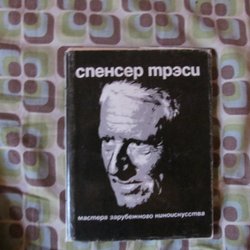 спенсер трэси
мастера зарубежного киноискусства